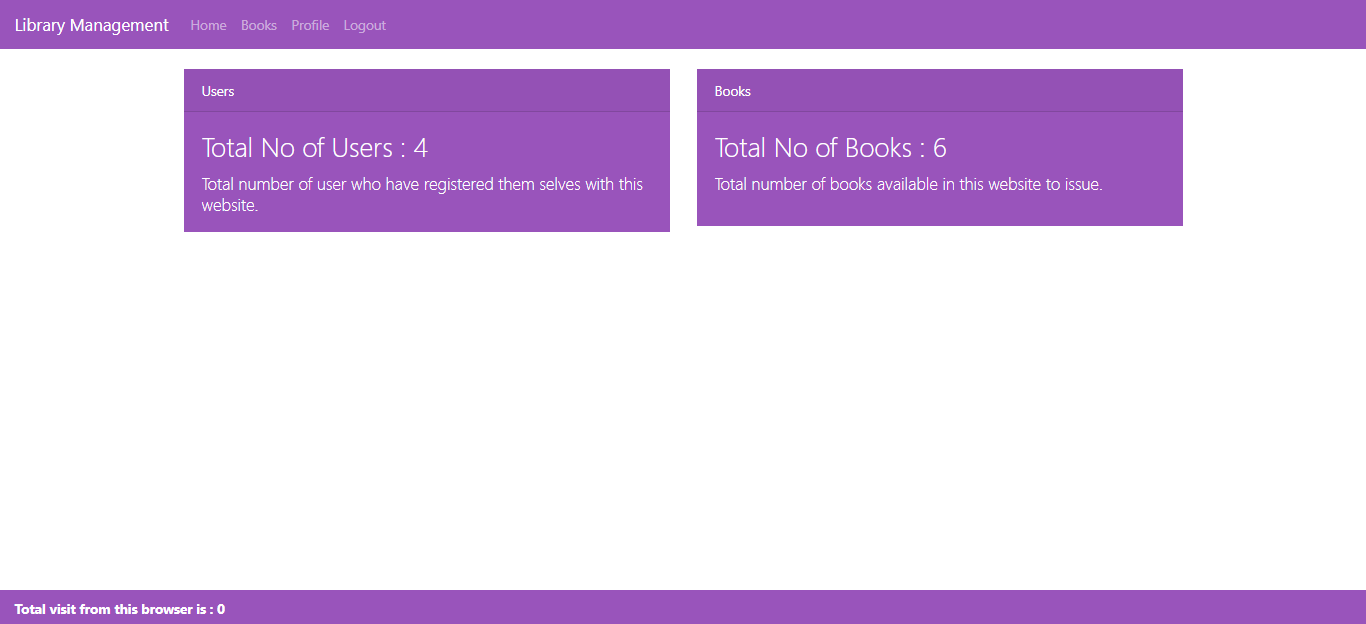 Library Management Home Books Profile Logout
Users
Total No of Users : 4
Total number of user who have registered them selves with this
website.
Books
Total No of Books : 6
Total number of books available in this website to issue.
Total visit from this browser is : 0